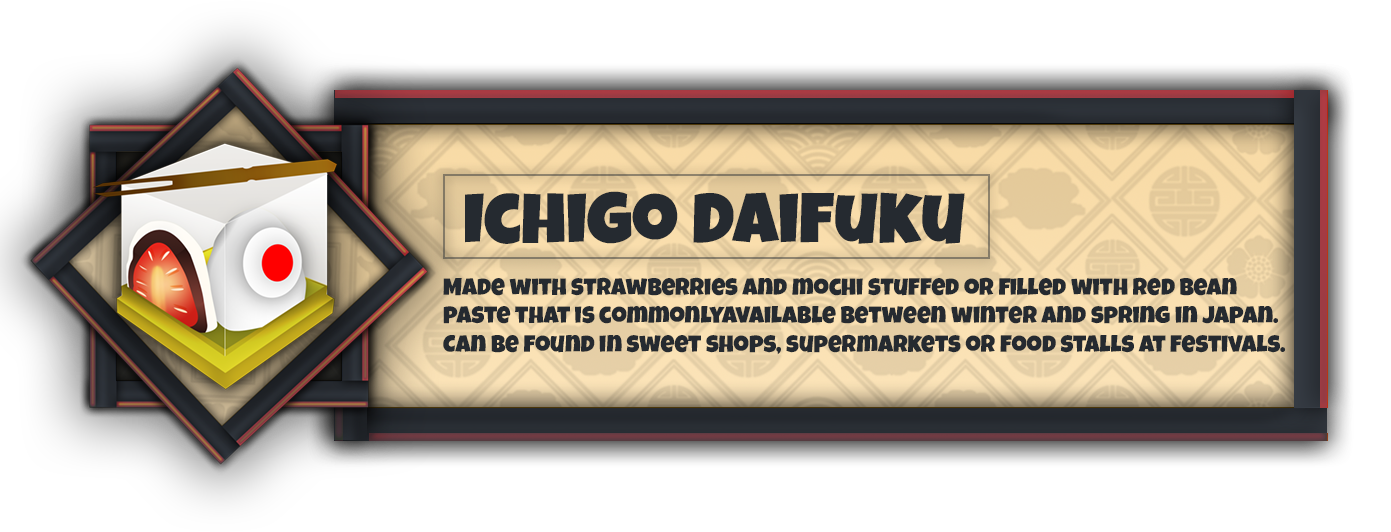 ICHIGO DAIFUKU
Made with strawberries and mochi stuffed or filled with red bean
paste that is commonlyavailable between winter and spring in Japan.
Can be found in sweet shops, supermarkets or food stalls at festivals.